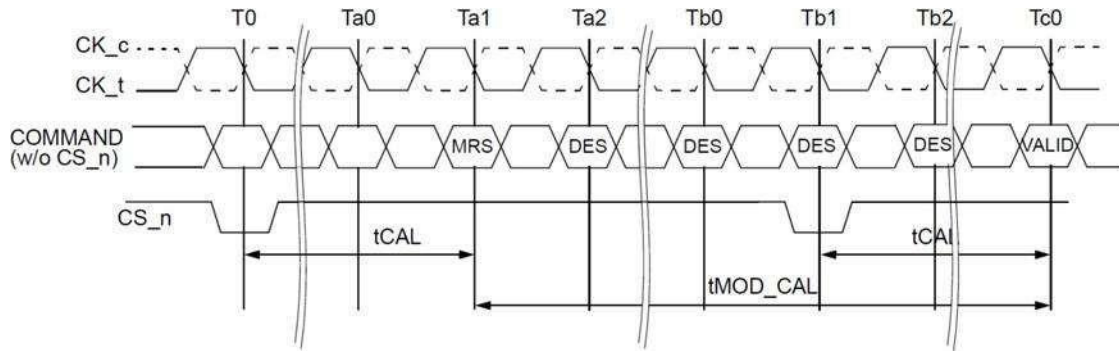 T0 Ta0 Ta1 Ta2 Tb0 Tb1 Tb2 Tc0
CK_c
CK_t
COMMAND
(w/o CS_n)
MRS DES DES DES DES VALID
CS_n
tCAL tCAL
tMOD_CAL